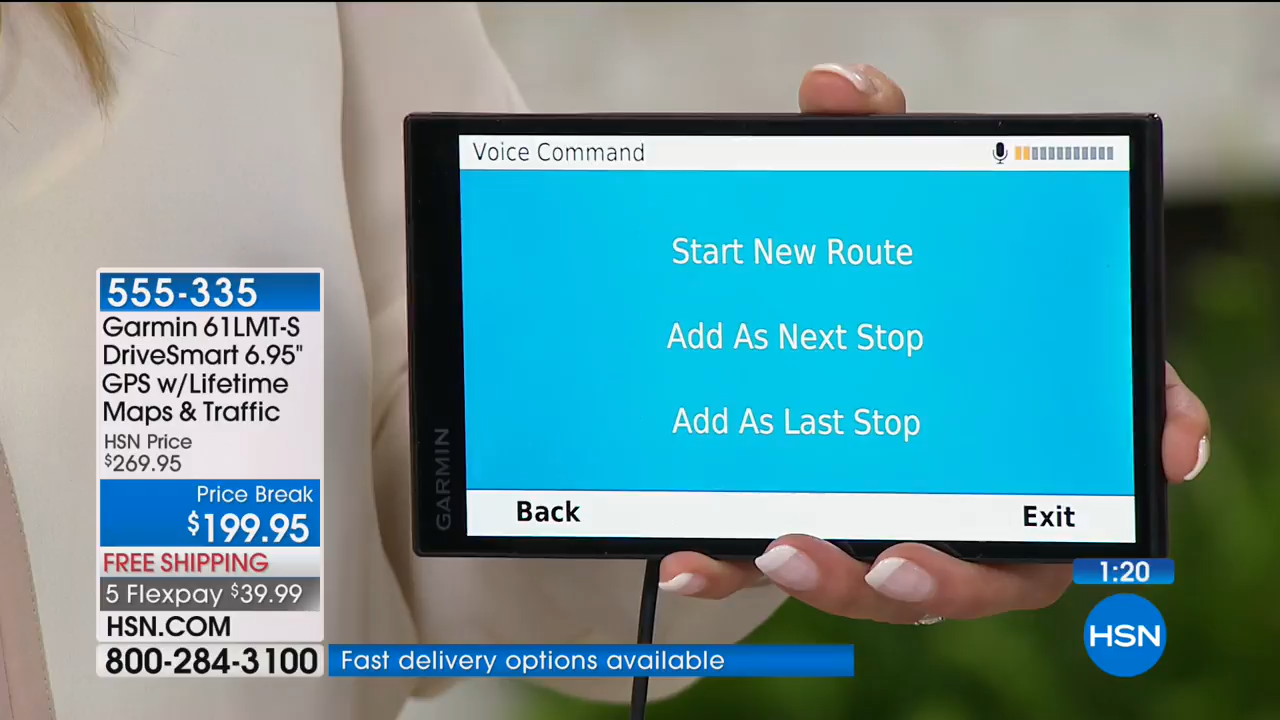 Voice Command
Start New Route
Add As Next Stop
Add As Last Stop
Back
Exit
GARMIN
555-335
Garmin 61LMT-S
DriveSmart 6.95"
GPS w/Lifetime
Maps & Traffic
HSN Price
$269.95
Price Break
$199.95
FREE SHIPPING
5 Flexpay $39.99
HSN.COM
800-284-3100
Fast delivery options available
1:20
HSN